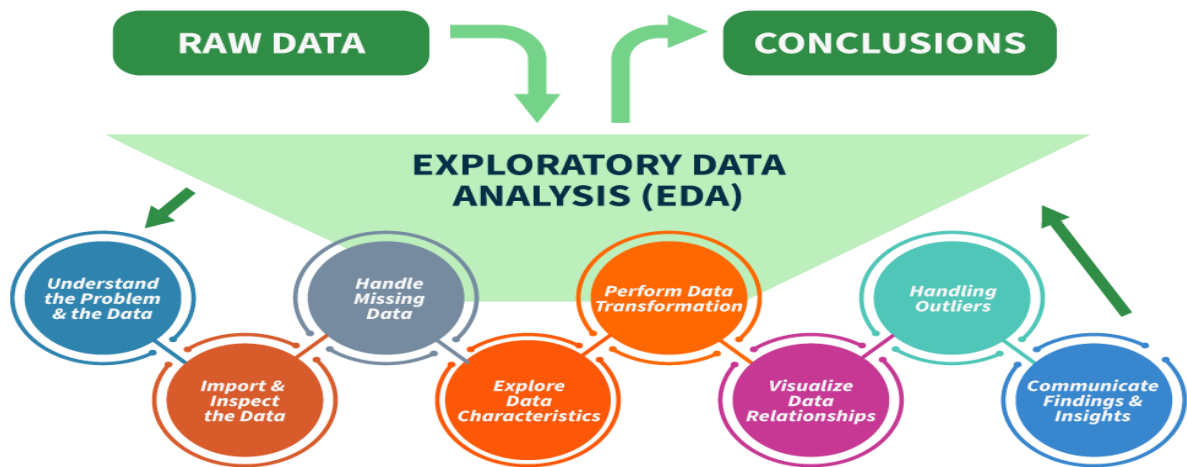 RAW DATA
CONCLUSIONS
EXPLORATORY DATA
ANALYSIS (EDA)
Understand
the Problem
& the Data
Import &
Inspect
the Data
Handle
Missing
Data
Explore
Data
Characteristics
Perform Data
Transformation
Visualize
Data
Relationships
Handling
Outliers
Communicate
Findings &
Insights